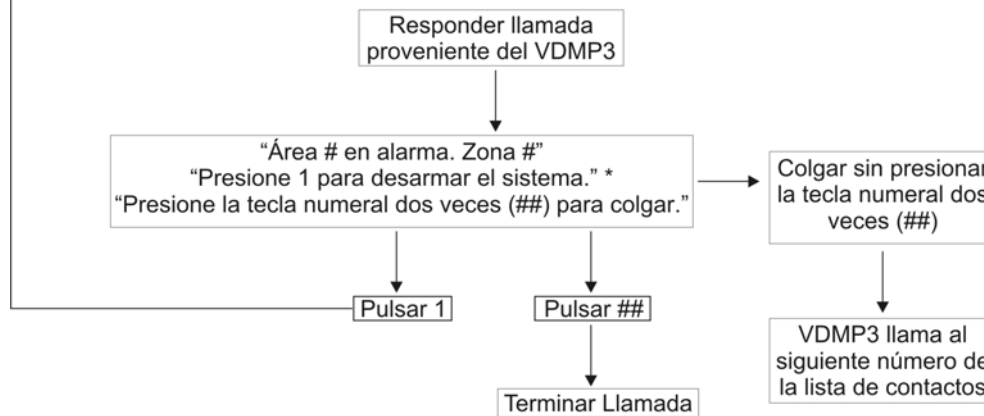 Responder llamada
proveniente del VDMP3
“Área # en alarma. Zona #”
“Presione 1 para desarmar el sistema.” *
“Presione la tecla numeral dos veces (##) para colgar.”
Colgar sin presionar
la tecla numeral dos
veces (##)
Pulsar 1
Pulsar ##
VDMP3 llama al
siguiente número de
la lista de contactos
Terminar Llamada